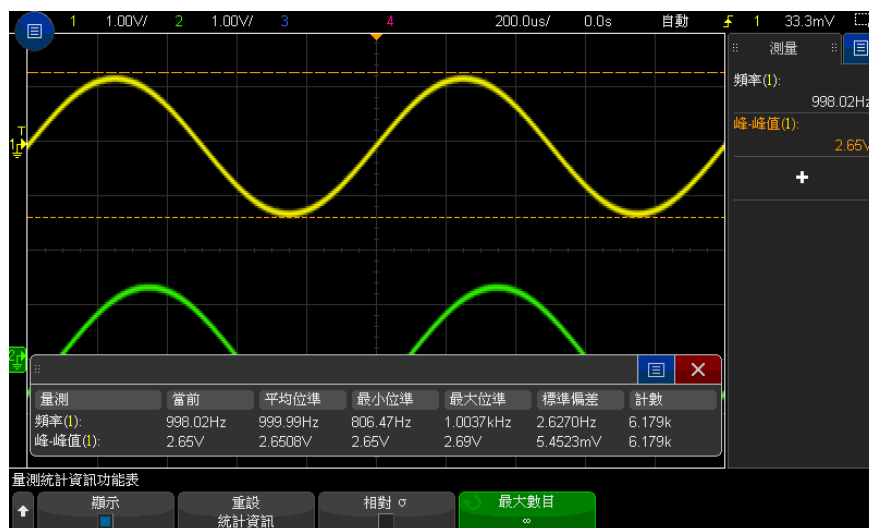 1 1.00V/ 2 1.00V/ 3 4 200.0us/ 0.0s 自動 1 33.3mV
測量
頻率(1):
998.02Hz
峰-峰值(1):
2.65V
+
T
1
2
量測 當前 平均位準 最小位準 最大位準 標準偏差 計數
頻率(1): 998.02Hz 999.99Hz 806.47Hz 1.0037kHz 2.6270Hz 6.179k
峰-峰值(1): 2.65V 2.6508V 2.65V 2.69V 5.4523mV 6.179k
量測統計資訊功能表
顯示
重設
統計資訊
相對 σ
最大數目
∞